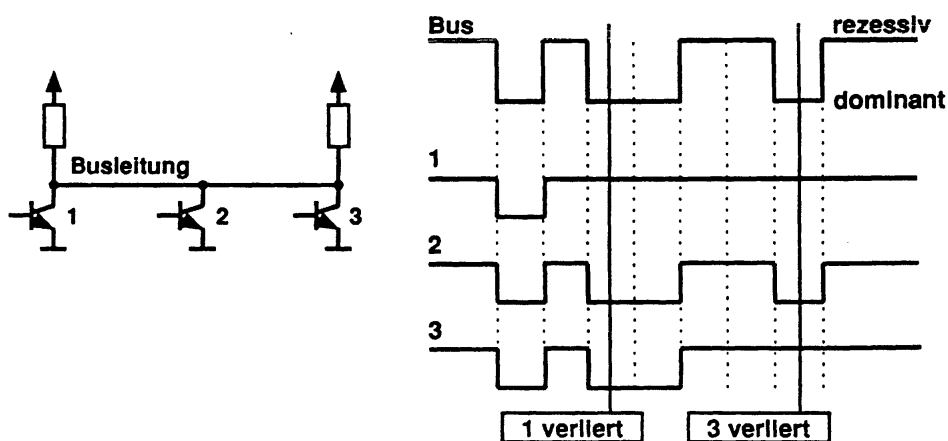 Busleitung
1
2
3
Bus
rezessiv
dominant
1
2
3
1 verliert
3 verliert